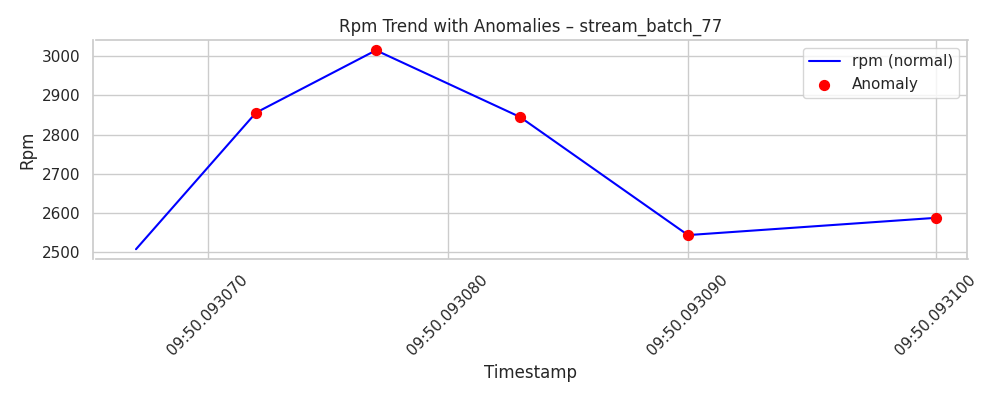 Rpm Trend with Anomalies – stream_batch_77
rpm (normal)
Anomaly
Rpm
3000
2900
2800
2700
2600
2500
09:50.093070
09:50.093080
09:50.093090
09:50.093100
Timestamp